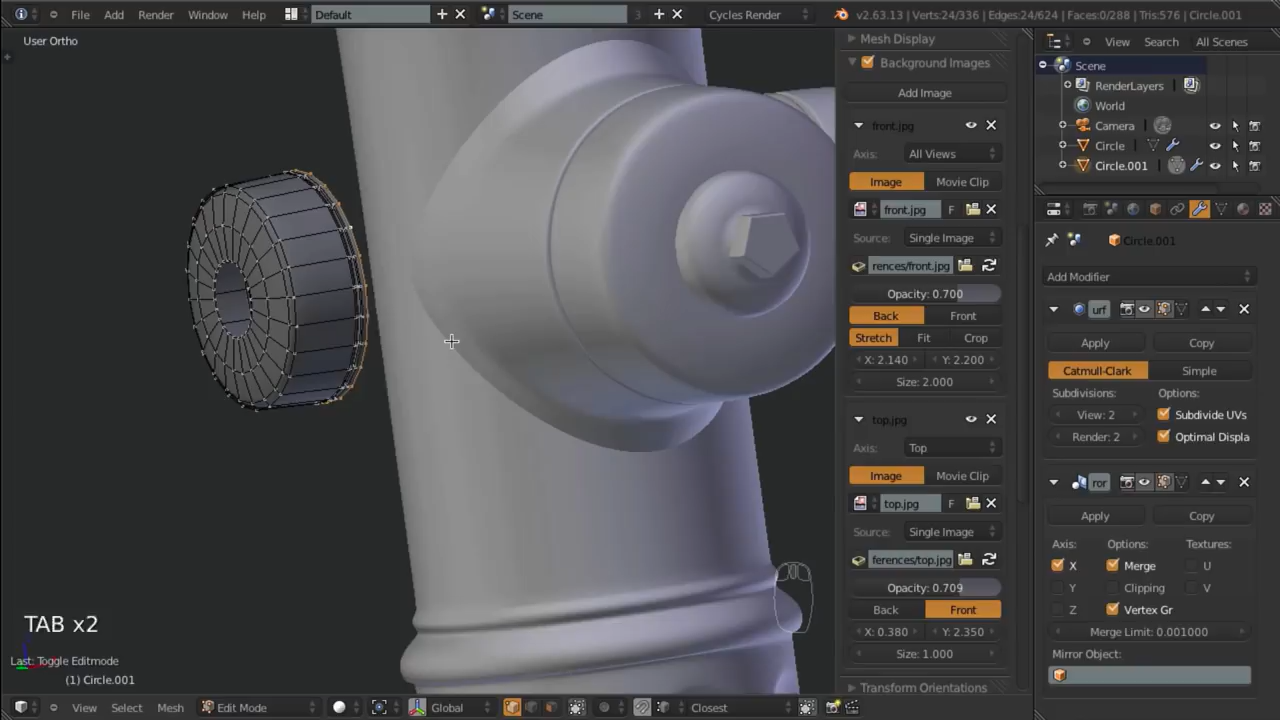 File Add Render Window Help Default Scene 3 Cycles Render v2.63.13 | Verts:24/336 | Edges:24/624 | Faces:0/288 | Tris:576 | Circle.001
User Ortho
Mesh Display
Background Images
Add Image
front.jpg
Axis: All Views
Image Movie Clip
front.jpg F
Source: Single Image
rences/front.jpg
Opacity: 0.700
Back Front
Stretch Fit Crop
X: 2.140 Y: 2.200
Size: 2.000
top.jpg
Axis: Top
Image Movie Clip
top.jpg F
Source: Single Image
ferences/top.jpg
Opacity: 0.709
Back Front
X: 0.380 Y: 2.350
Size: 1.000
Transform Orientations
View Search All Scenes
Scene
RenderLayers
World
Camera
Circle
Circle.001
Circle.001
Add Modifier
urf
Apply Copy
Catmull-Clark Simple
Subdivisions: Options:
View: 2 Subdivide UVs
Render: 2 Optimal Displa
ror
Apply Copy
Axis: Options: Textures:
X Merge U
Y Clipping V
Z Vertex Gr
Merge Limit: 0.001000
Mirror Object:
TAB x2
Last: Toggle Editmode
(1) Circle.001
View Select Mesh Edit Mode Global Closest